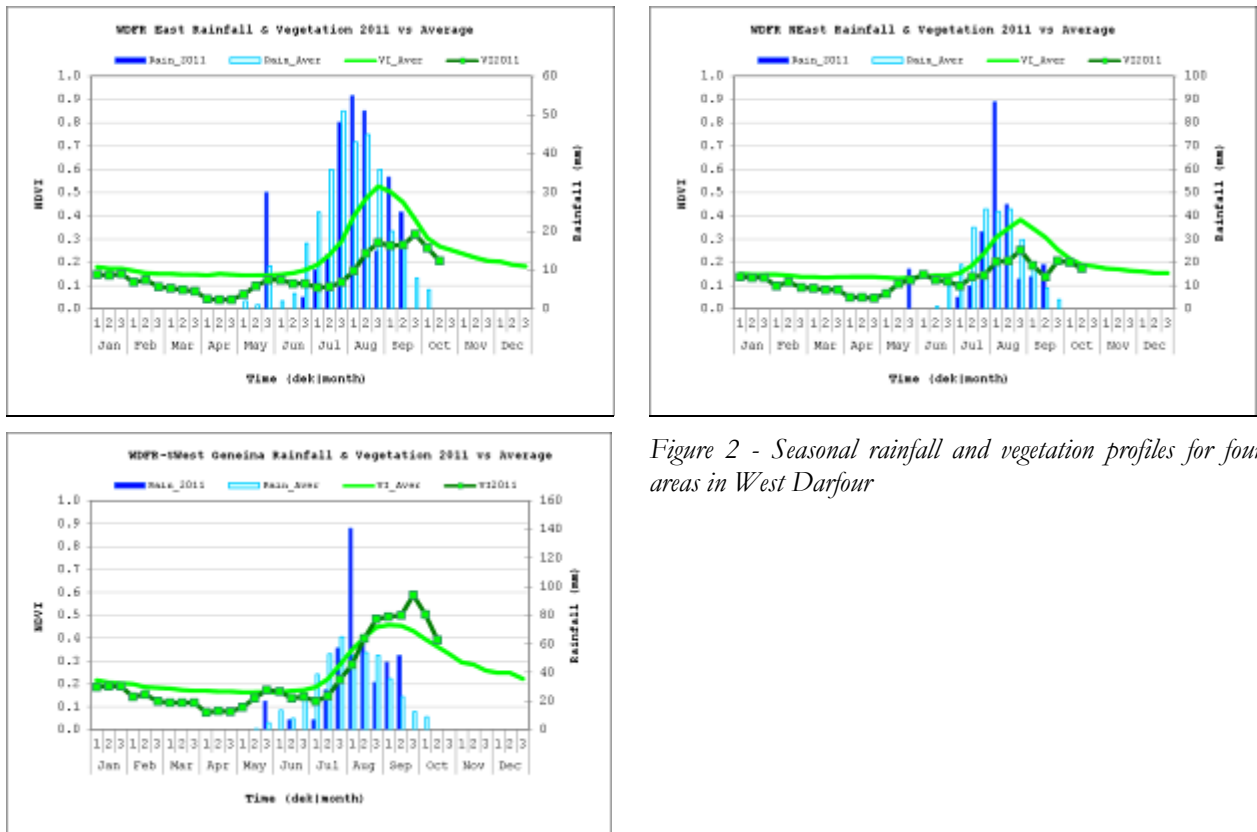 WDFR East Rainfall & Vegetation 2011 vs Average
Rain_2011 Rain_Aver VI_Aver VI2011
1.0
0.9
0.8
0.7
0.6
0.5
0.4
0.3
0.2
0.1
0.0
NDVI
60
50
40
30
20
10
0
Rainfall (mm)
1 2 3 1 2 3 1 2 3 1 2 3 1 2 3 1 2 3 1 2 3 1 2 3 1 2 3 1 2 3 1 2 3 1 2 3
Jan Feb Mar Apr May Jun Jul Aug Sep Oct Nov Dec
Time (dek|month)
WDFR NEast Rainfall & Vegetation 2011 vs Average
Rain_2011 Rain_Aver VI_Aver VI2011
1.0
0.9
0.8
0.7
0.6
0.5
0.4
0.3
0.2
0.1
0.0
NDVI
100
90
80
70
60
50
40
30
20
10
0
Rainfall (mm)
1 2 3 1 2 3 1 2 3 1 2 3 1 2 3 1 2 3 1 2 3 1 2 3 1 2 3 1 2 3 1 2 3 1 2 3
Jan Feb Mar Apr May Jun Jul Aug Sep Oct Nov Dec
Time (dek|month)
WDFR-sWest Geneina Rainfall & Vegetation 2011 vs Average
Rain_2011 Rain_Aver VI_Aver VI2011
1.0
0.9
0.8
0.7
0.6
0.5
0.4
0.3
0.2
0.1
0.0
NDVI
160
140
120
100
80
60
40
20
0
Rainfall (mm)
1 2 3 1 2 3 1 2 3 1 2 3 1 2 3 1 2 3 1 2 3 1 2 3 1 2 3 1 2 3 1 2 3 1 2 3
Jan Feb Mar Apr May Jun Jul Aug Sep Oct Nov Dec
Time (dek|month)
Figure 2 - Seasonal rainfall and vegetation profiles for four
areas in West Darfour